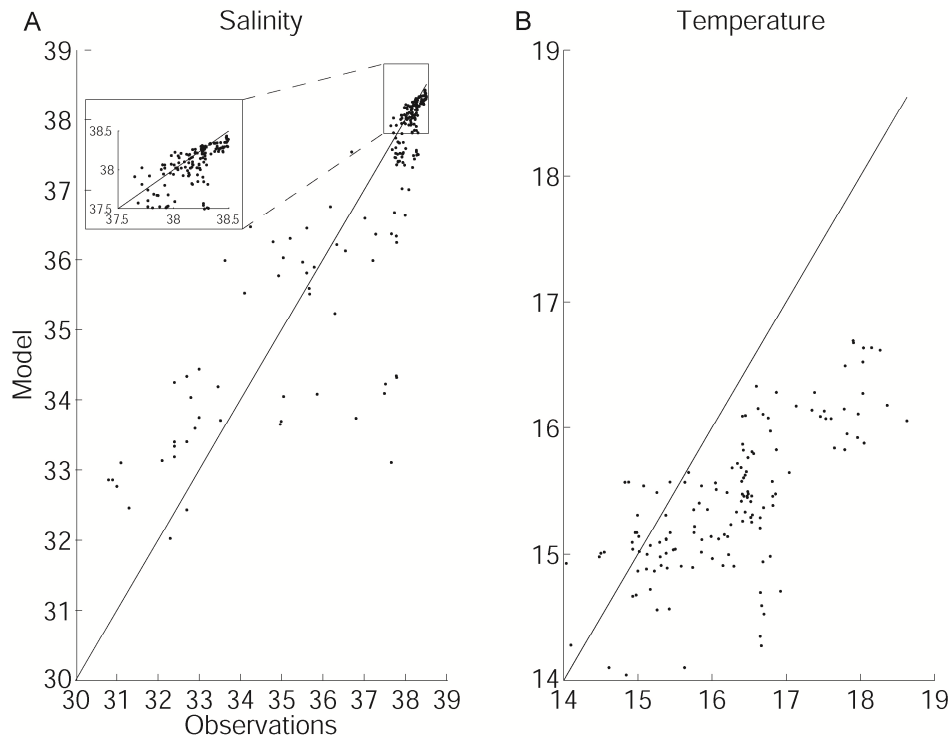 A Salinity
B Temperature
39
38
37
36
35
34
33
32
31
30
Model
38.5
38
37.5
37.5 38 38.5
30 31 32 33 34 35 36 37 38 39
Observations
19
18
17
16
15
14
14 15 16 17 18 19